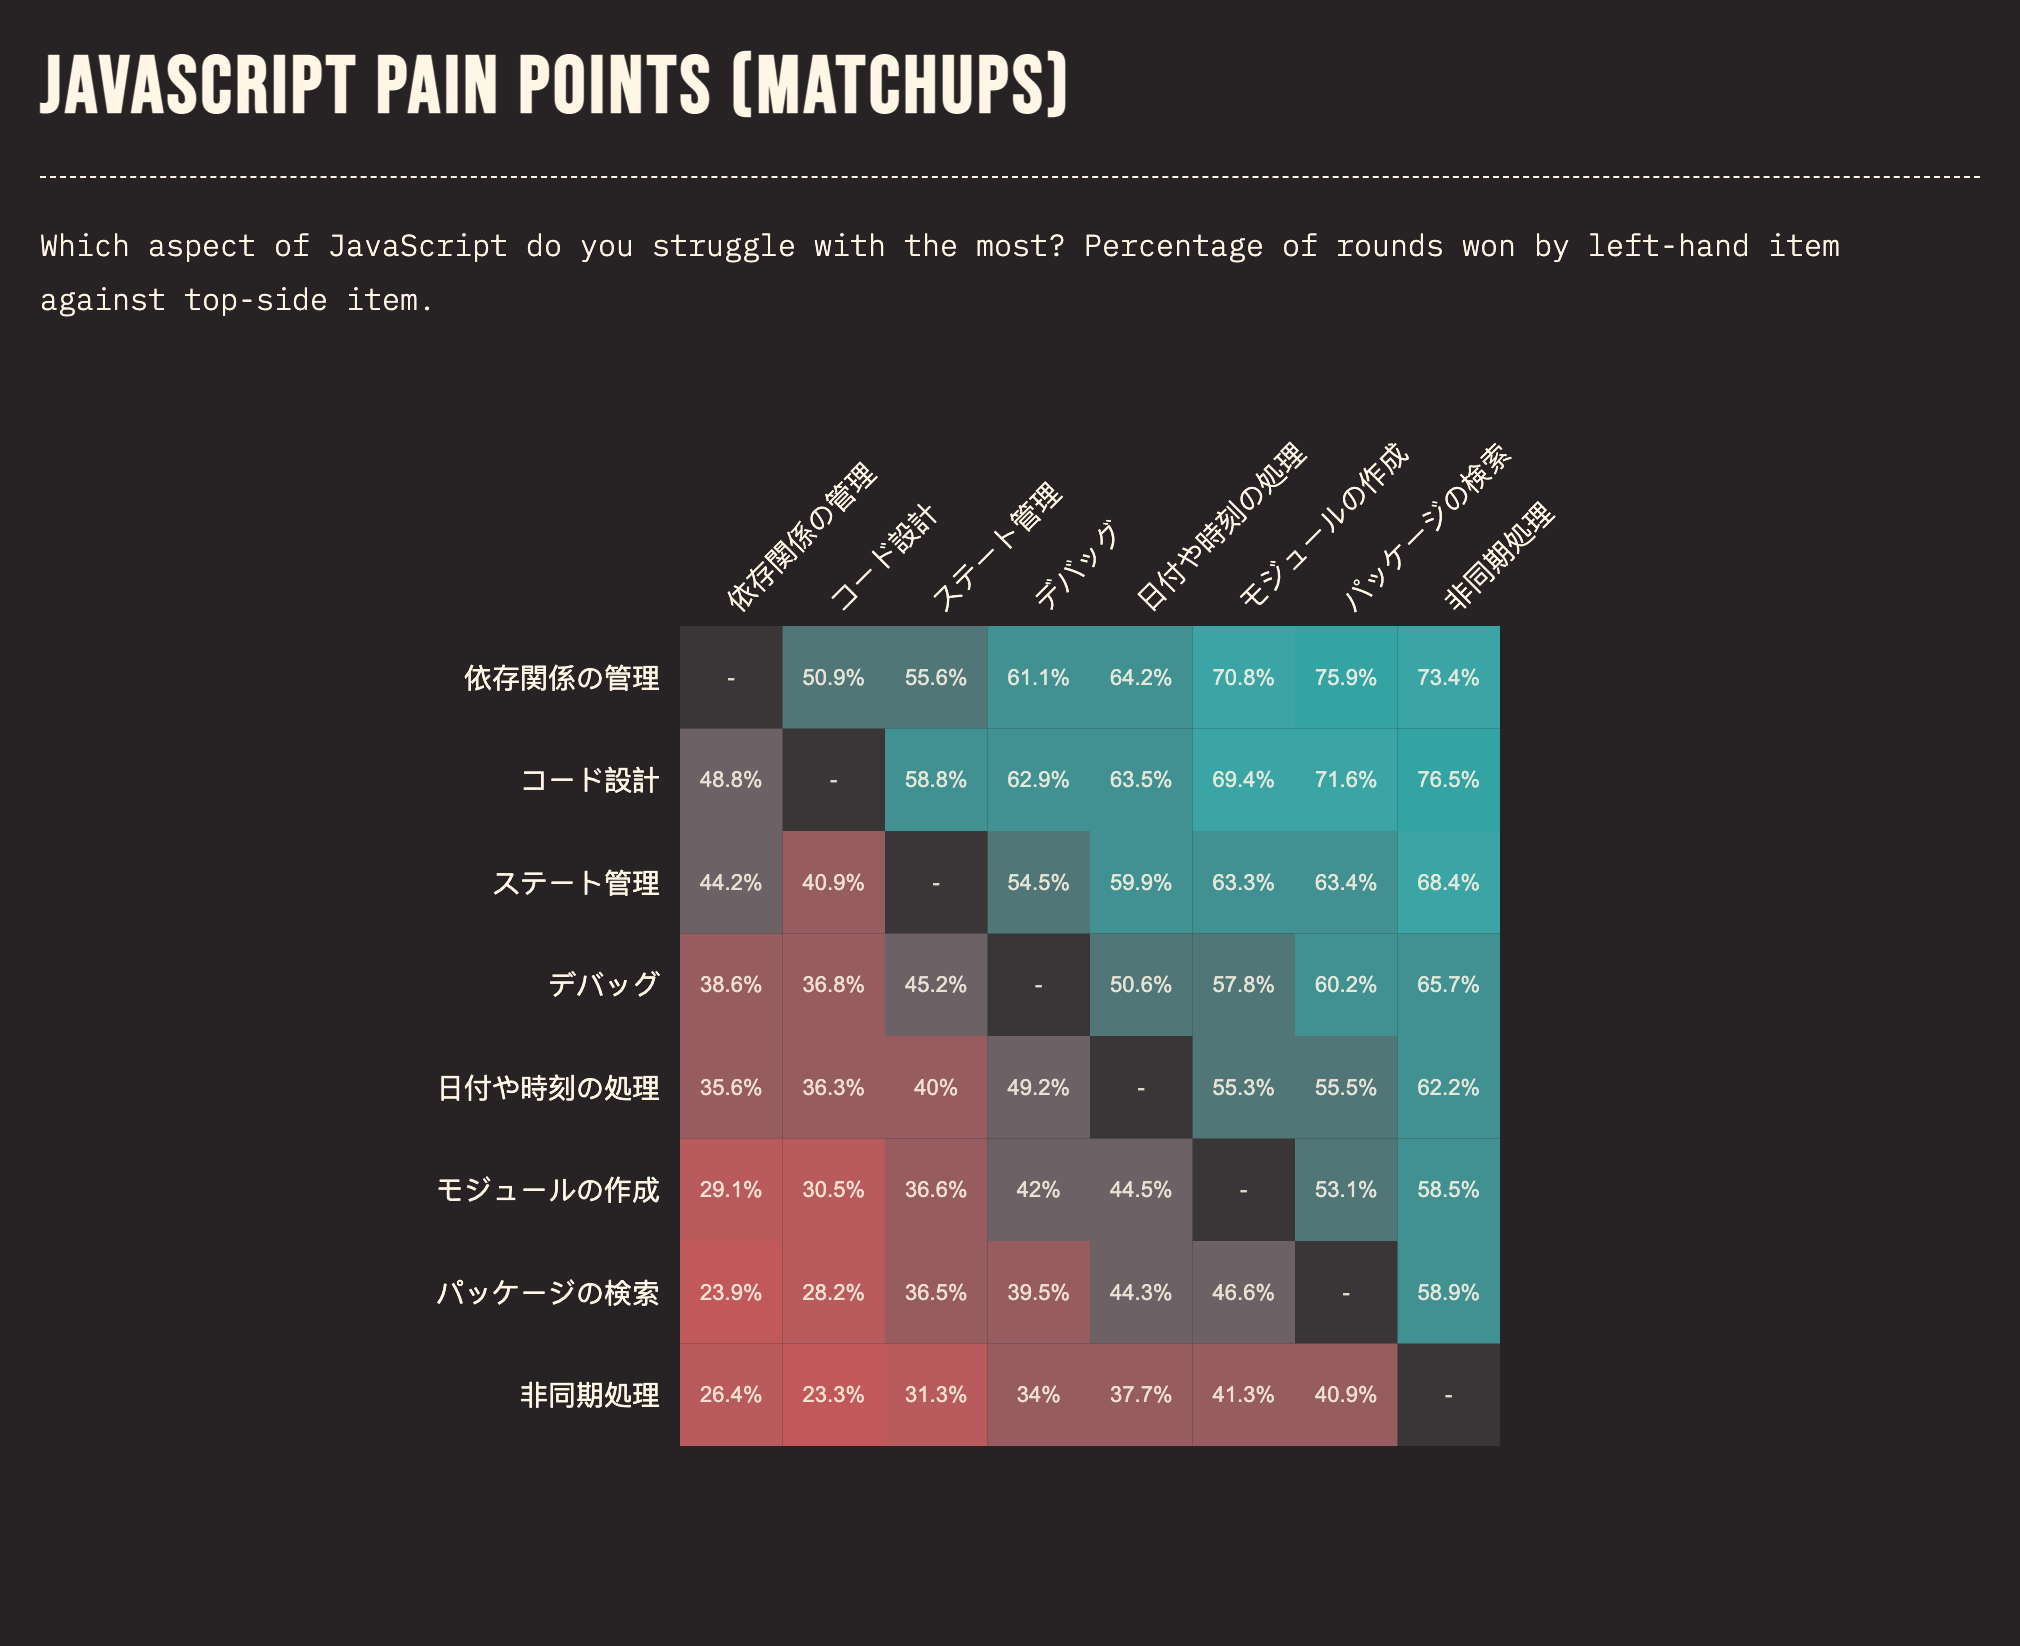 JAVASCRIPT PAIN POINTS (MATCHUPS)
Which aspect of JavaScript do you struggle with the most? Percentage of rounds won by left-hand item
against top-side item.
依存関係の管理 コード設計 ステート管理 デバッグ 日付や時刻の処理 モジュールの作成 パッケージの検索 非同期処理
依存関係の管理 - 50.9% 55.6% 61.1% 64.2% 70.8% 75.9% 73.4%
コード設計 48.8% - 58.8% 62.9% 63.5% 69.4% 71.6% 76.5%
ステート管理 44.2% 40.9% - 54.5% 59.9% 63.3% 63.4% 68.4%
デバッグ 38.6% 36.8% 45.2% - 50.6% 57.8% 60.2% 65.7%
日付や時刻の処理 35.6% 36.3% 40% 49.2% - 55.3% 55.5% 62.2%
モジュールの作成 29.1% 30.5% 36.6% 42% 44.5% - 53.1% 58.5%
パッケージの検索 23.9% 28.2% 36.5% 39.5% 44.3% 46.6% - 58.9%
非同期処理 26.4% 23.3% 31.3% 34% 37.7% 41.3% 40.9% -